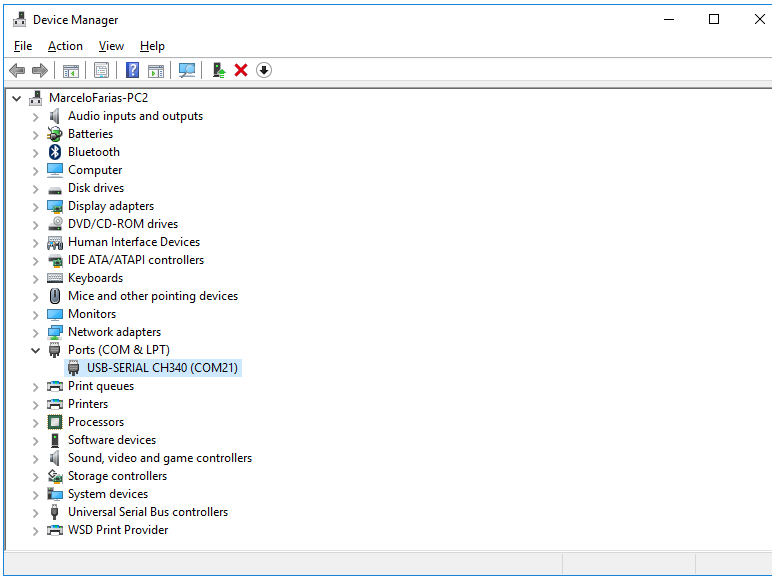 Device Manager
File Action View Help
MarceloFarias-PC2
Audio inputs and outputs
Batteries
Bluetooth
Computer
Disk drives
Display adapters
DVD/CD-ROM drives
Human Interface Devices
IDE ATA/ATAPI controllers
Keyboards
Mice and other pointing devices
Monitors
Network adapters
Ports (COM & LPT)
USB-SERIAL CH340 (COM21)
Print queues
Printers
Processors
Software devices
Sound, video and game controllers
Storage controllers
System devices
Universal Serial Bus controllers
WSD Print Provider